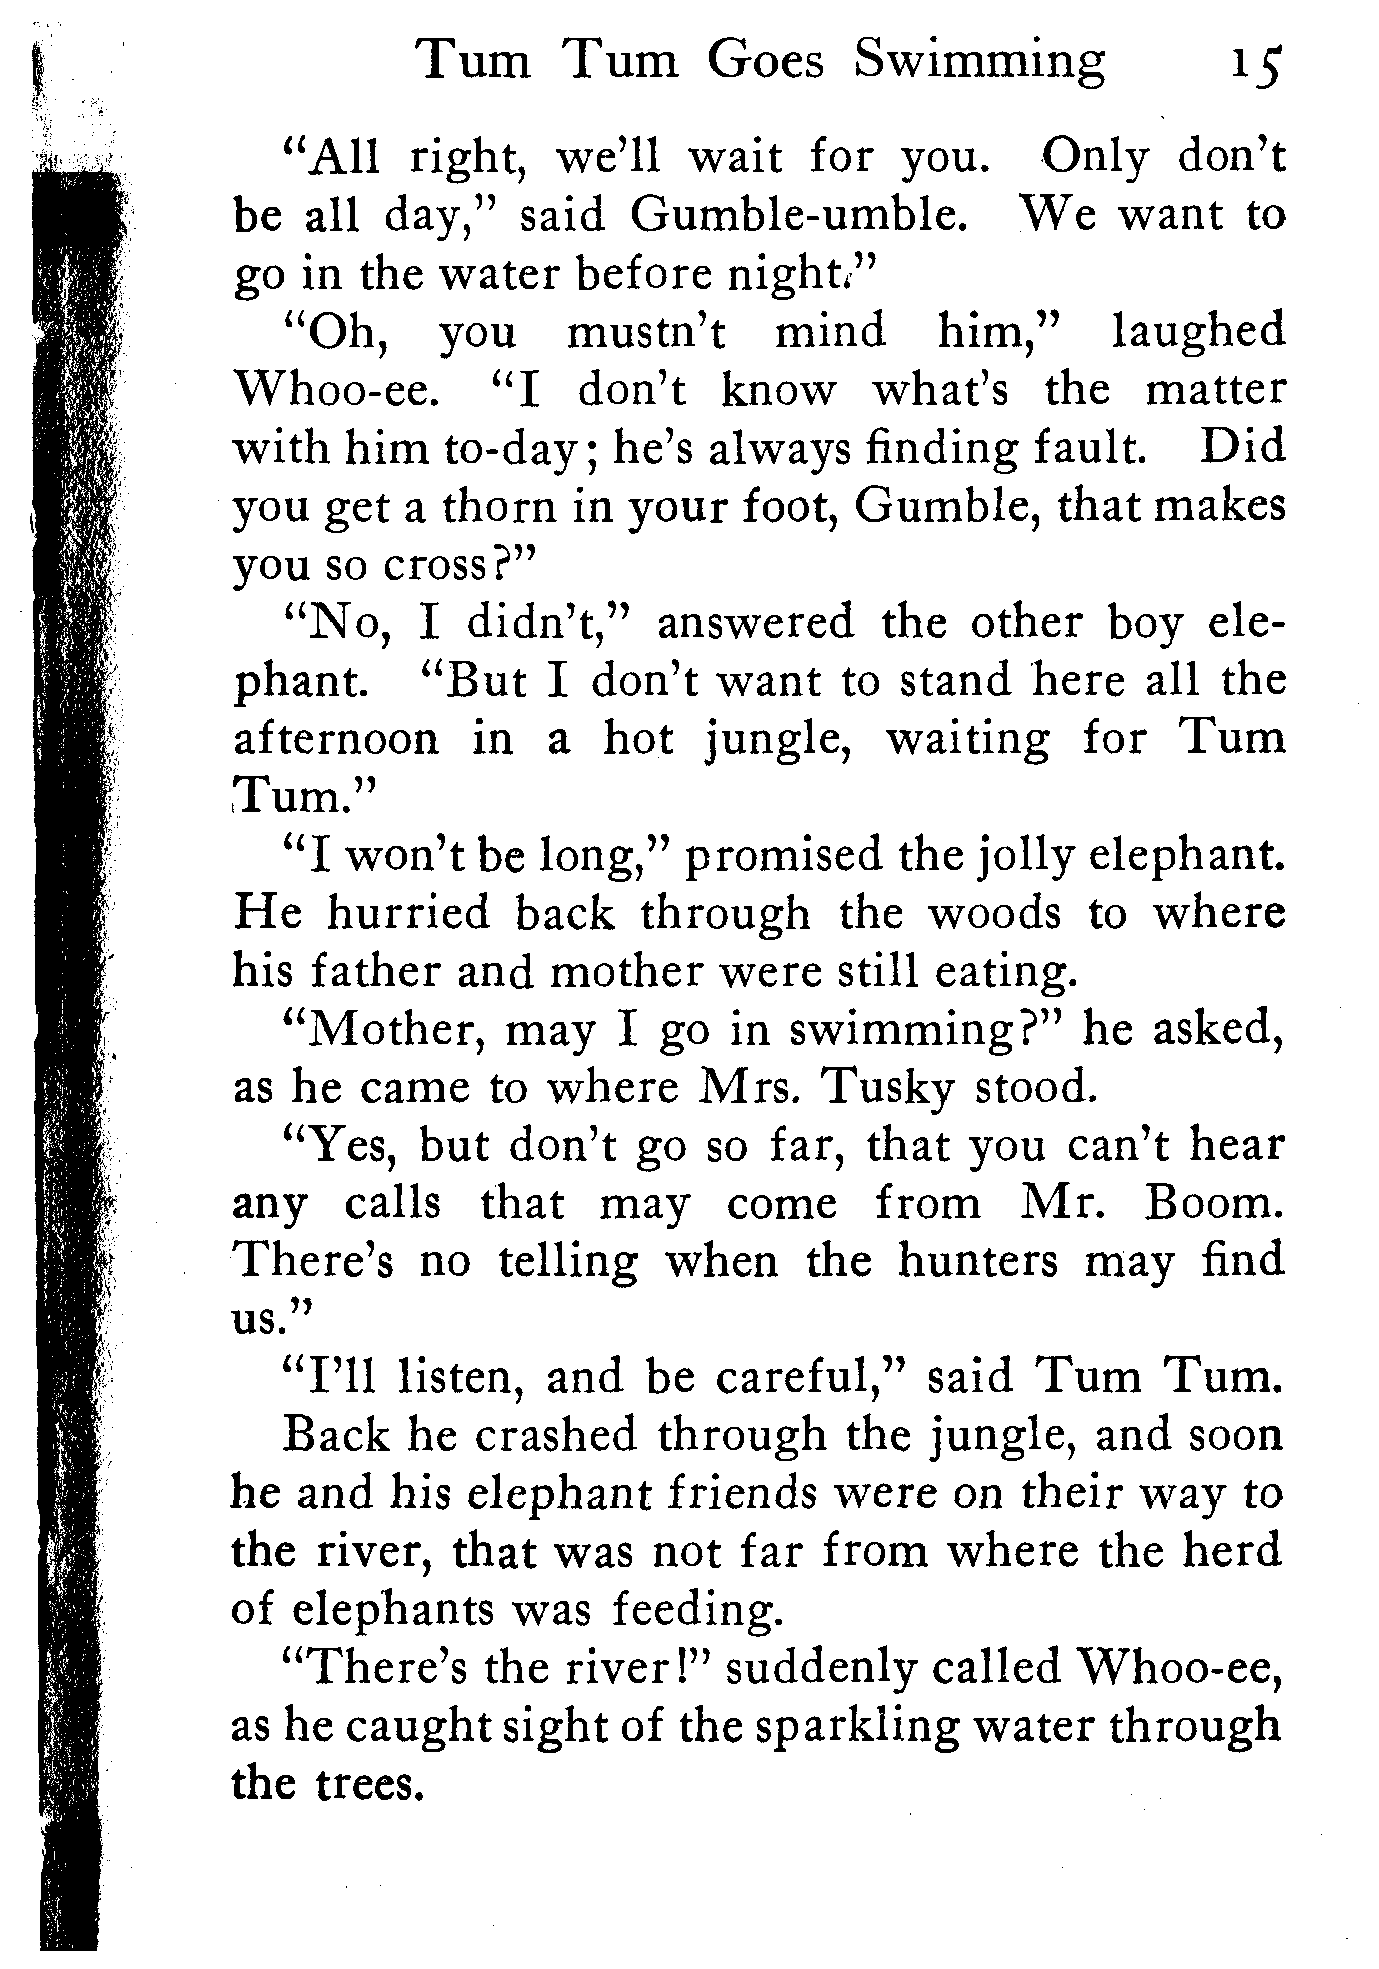 Tum Tum Goes Swimming 15
“All right, we’ll wait for you. Only don’t
be all day,” said Gumble-umble. We want to
go in the water before night.”
“Oh, you mustn’t mind him,” laughed
Whoo-ee. “I don’t know what’s the matter
with him to-day; he’s always finding fault. Did
you get a thorn in your foot, Gumble, that makes
you so cross?”
“No, I didn’t,” answered the other boy ele-
phant. “But I don’t want to stand here all the
afternoon in a hot jungle, waiting for Tum
Tum.”
“I won’t be long,” promised the jolly elephant.
He hurried back through the woods to where
his father and mother were still eating.
“Mother, may I go in swimming?” he asked,
as he came to where Mrs. Tusky stood.
“Yes, but don’t go so far, that you can’t hear
any calls that may come from Mr. Boom.
There’s no telling when the hunters may find
us.”
“I’ll listen, and be careful,” said Tum Tum.
Back he crashed through the jungle, and soon
he and his elephant friends were on their way to
the river, that was not far from where the herd
of elephants was feeding.
“There’s the river!” suddenly called Whoo-ee,
as he caught sight of the sparkling water through
the trees.